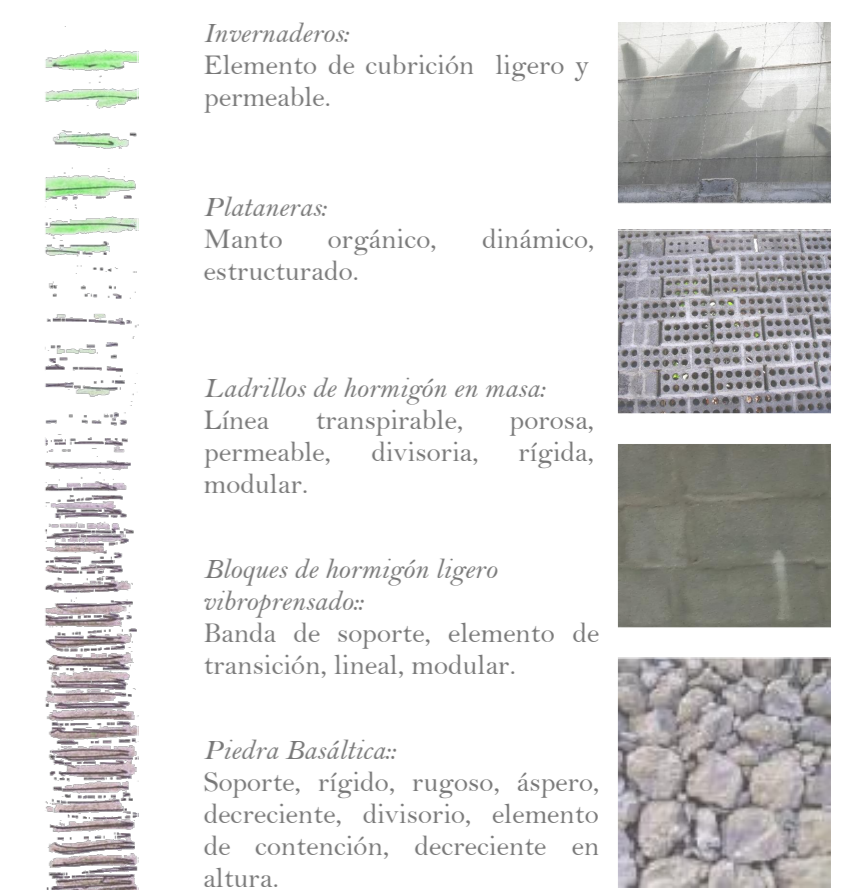 Invernaderos:
Elemento de cubrición ligero y
permeable.
Plataneras:
Manto orgánico, dinámico,
estructurado.
Ladrillos de hormigón en masa:
Línea transpirable, porosa,
permeable, divisoria, rígida,
modular.
Bloques de hormigón ligero
vibroprensado::
Banda de soporte, elemento de
transición, lineal, modular.
Piedra Basáltica::
Soporte, rígido, rugoso, áspero,
decreciente, divisorio, elemento
de contención, decreciente en
altura.